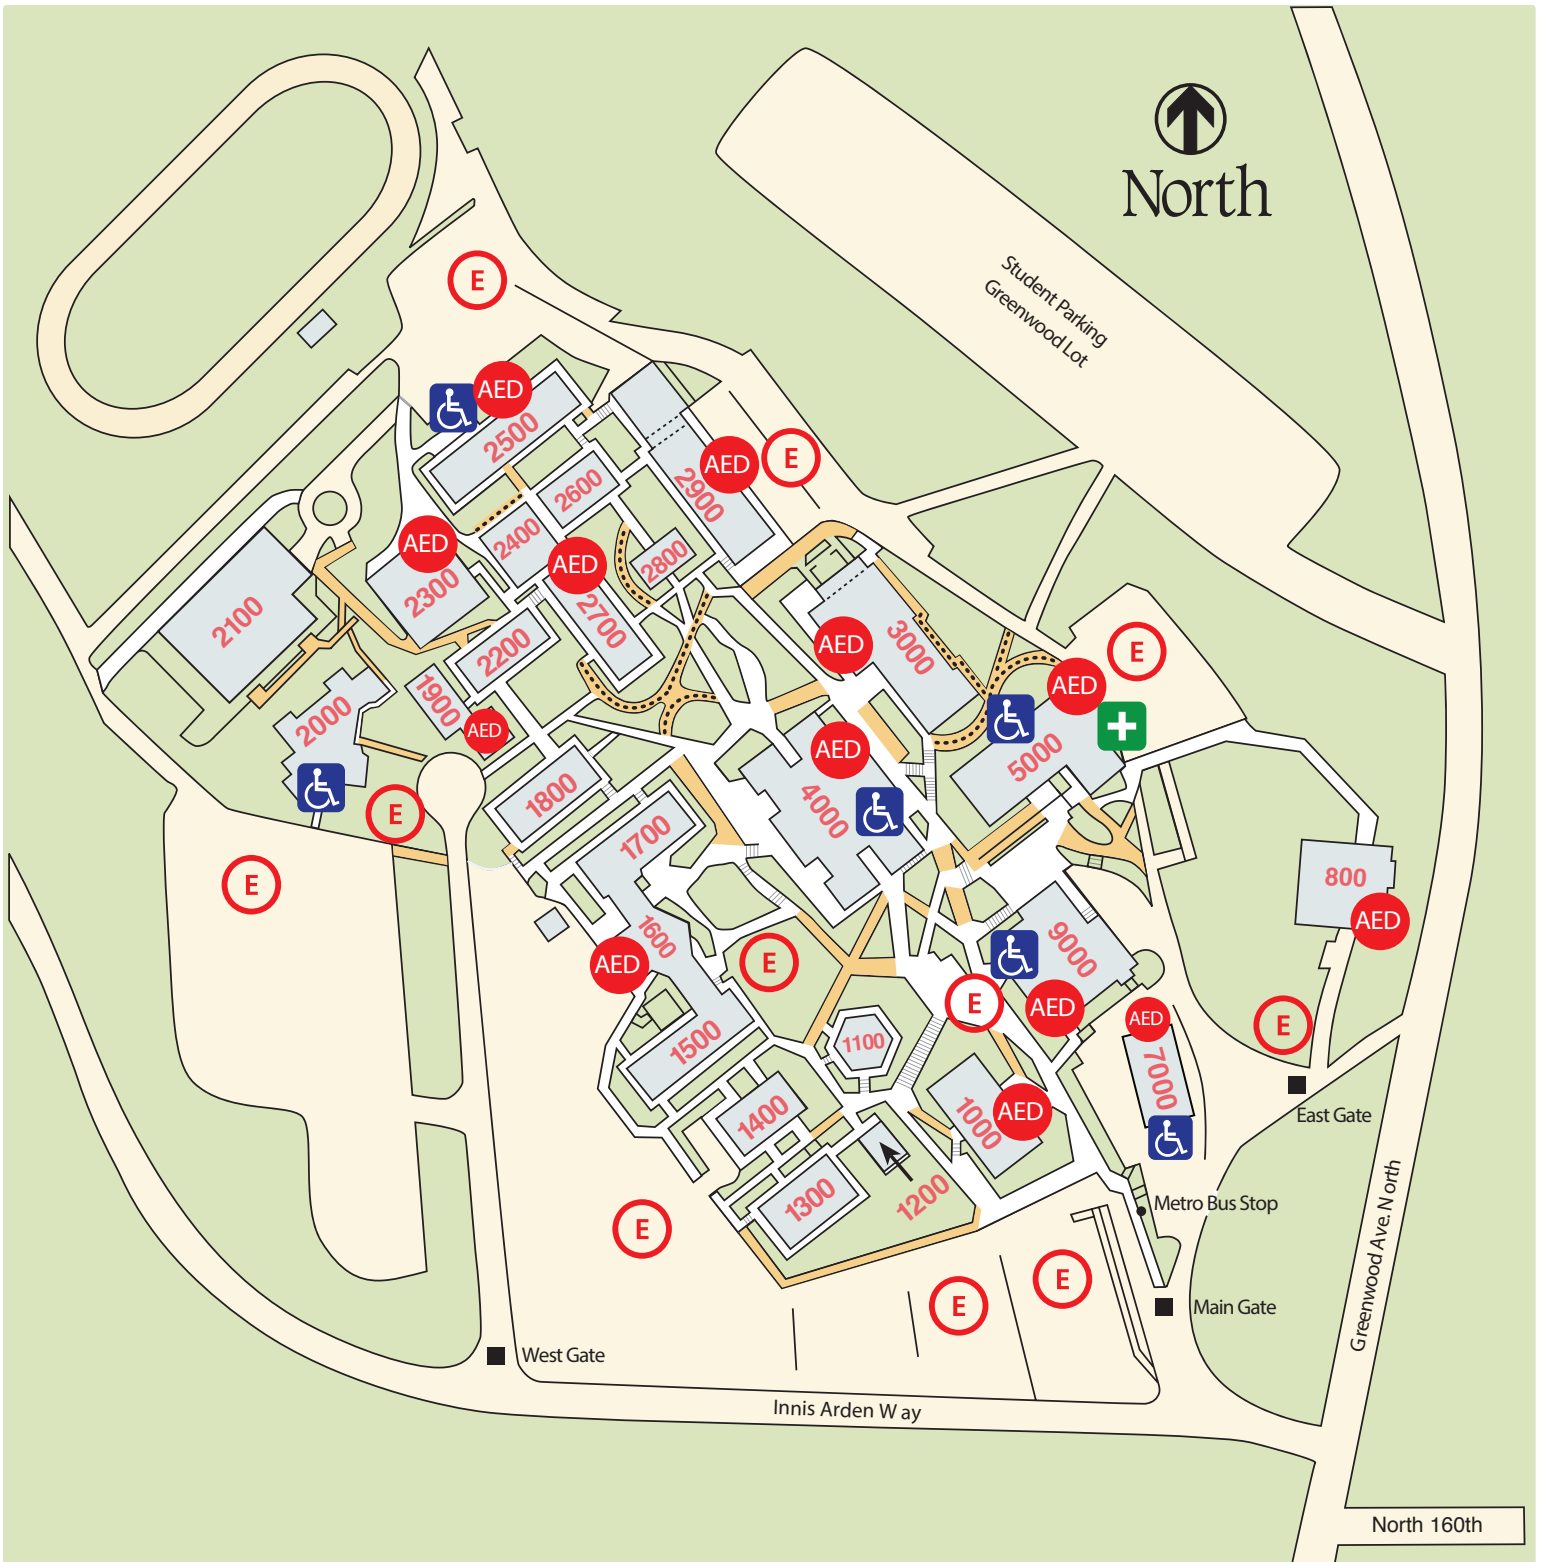 North
Student Parking
Greenwood Lot
E
AED
2500
AED
E
2600
2900
2400
AED
AED
2800
2300
2100
2700
2200
AED
3000
E
1900
AED
AED
2000
AED
5000
4000
1800
E
1700
800
E
AED
1600
AED
E
9000
E
AED
AED
E
1500
1100
7000
East Gate
1400
1000
AED
1300
1200
Metro Bus Stop
E
E
E
Main Gate
Greenwood Ave. North
West Gate
Innis Arden Way
North 160th